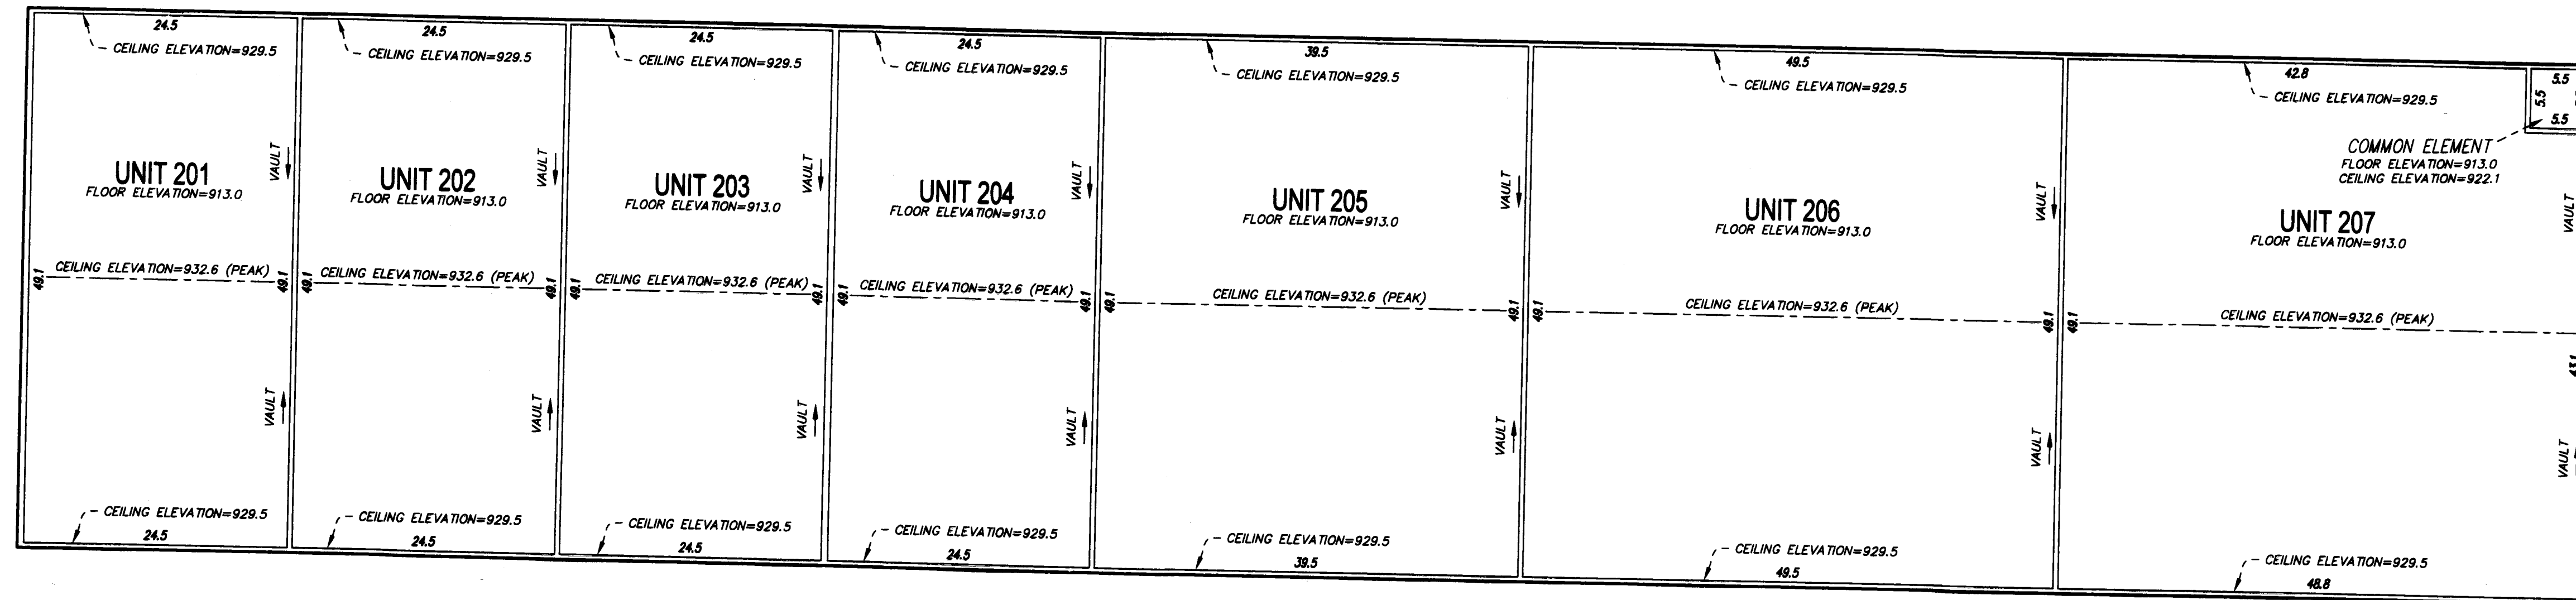 24.5
CEILING ELEVATION=929.5
VAULT
UNIT 201
FLOOR ELEVATION=913.0
CEILING ELEVATION=932.6 (PEAK)
49.1
49.1
VAULT
CEILING ELEVATION=929.5
24.5
24.5
CEILING ELEVATION=929.5
VAULT
UNIT 202
FLOOR ELEVATION=913.0
CEILING ELEVATION=932.6 (PEAK)
49.1
49.1
VAULT
CEILING ELEVATION=929.5
24.5
24.5
CEILING ELEVATION=929.5
VAULT
UNIT 203
FLOOR ELEVATION=913.0
CEILING ELEVATION=932.6 (PEAK)
49.1
49.1
VAULT
CEILING ELEVATION=929.5
24.5
24.5
CEILING ELEVATION=929.5
VAULT
UNIT 204
FLOOR ELEVATION=913.0
CEILING ELEVATION=932.6 (PEAK)
49.1
49.1
VAULT
CEILING ELEVATION=929.5
24.5
39.5
CEILING ELEVATION=929.5
VAULT
UNIT 205
FLOOR ELEVATION=913.0
CEILING ELEVATION=932.6 (PEAK)
49.1
49.1
VAULT
CEILING ELEVATION=929.5
39.5
49.5
CEILING ELEVATION=929.5
VAULT
UNIT 206
FLOOR ELEVATION=913.0
CEILING ELEVATION=932.6 (PEAK)
49.1
49.1
VAULT
CEILING ELEVATION=929.5
49.5
42.8
CEILING ELEVATION=929.5
5.5
5.5
5.5
COMMON ELEMENT
FLOOR ELEVATION=913.0
CEILING ELEVATION=922.1
VAULT
UNIT 207
FLOOR ELEVATION=913.0
CEILING ELEVATION=932.6 (PEAK)
49.1
VAULT
CEILING ELEVATION=929.5
48.8